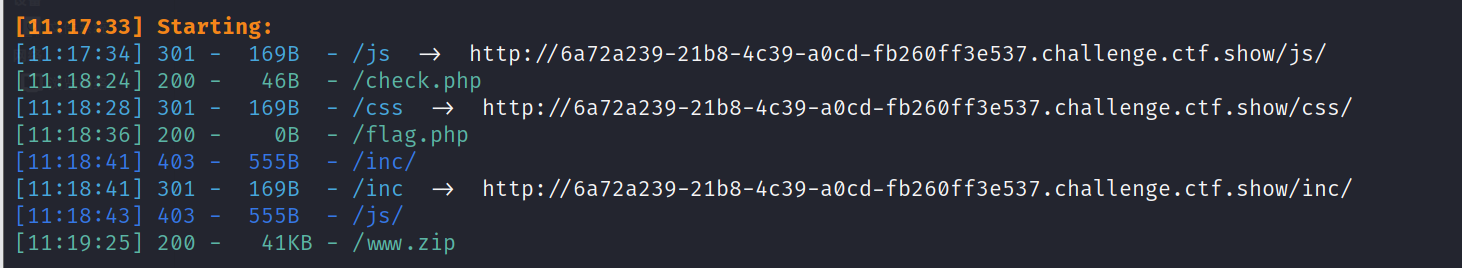 [11:17:33] Starting:
[11:17:34] 301 -  169B  - /js  ->  http://6a72a239-21b8-4c39-a0cd-fb260ff3e537.challenge.ctf.show/js/
[11:18:24] 200 -   46B  - /check.php
[11:18:28] 301 -  169B  - /css  ->  http://6a72a239-21b8-4c39-a0cd-fb260ff3e537.challenge.ctf.show/css/
[11:18:36] 200 -    0B  - /flag.php
[11:18:41] 403 -  555B  - /inc/
[11:18:41] 301 -  169B  - /inc  ->  http://6a72a239-21b8-4c39-a0cd-fb260ff3e537.challenge.ctf.show/inc/
[11:18:43] 403 -  555B  - /js/
[11:19:25] 200 -   41KB - /www.zip